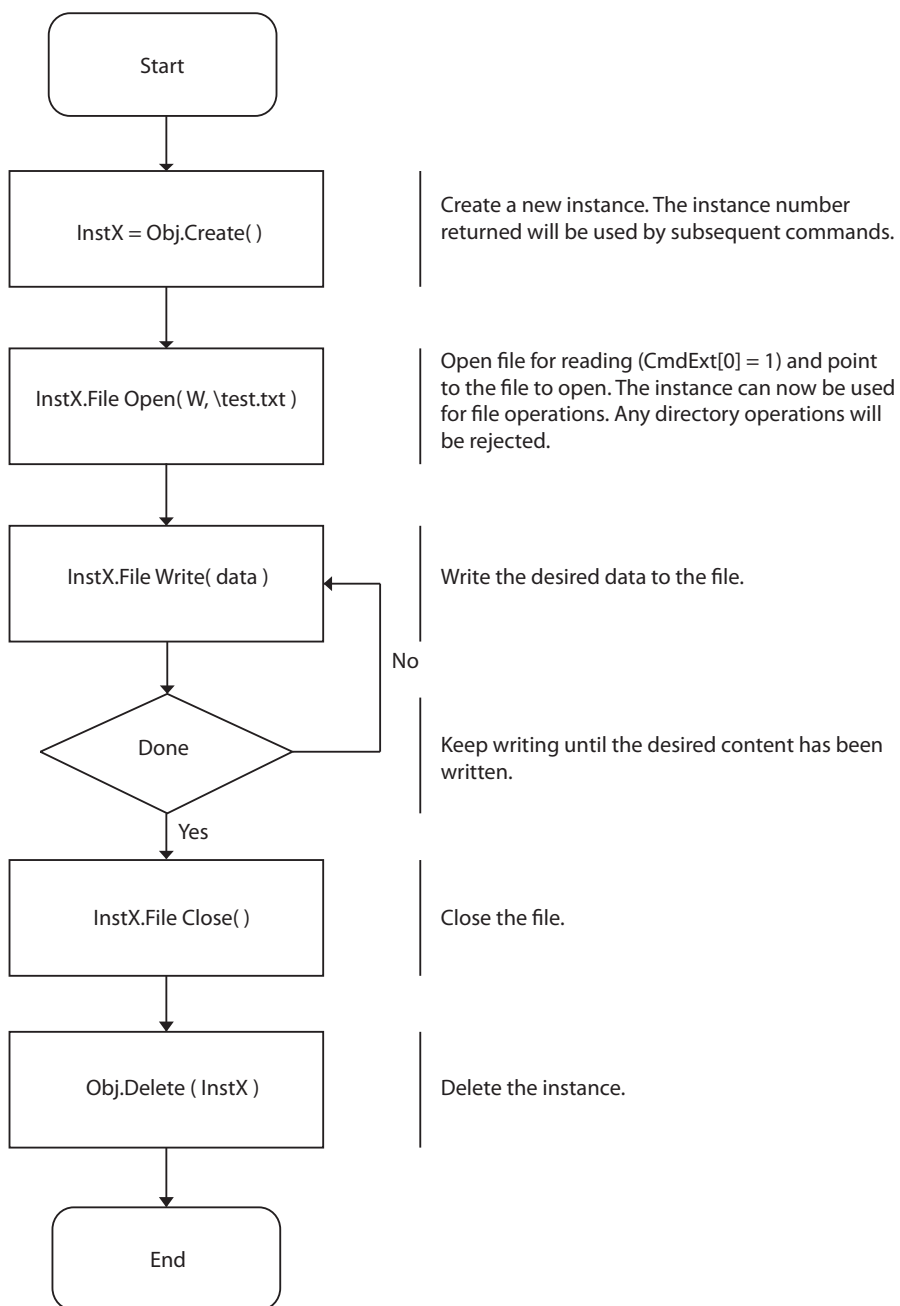 Start
InstX = Obj.Create( )
Create a new instance. The instance number
returned will be used by subsequent commands.
InstX.File Open( W, \test.txt )
Open file for reading (CmdExt[0] = 1) and point
to the file to open. The instance can now be used
for file operations. Any directory operations will
be rejected.
InstX.File Write( data )
Write the desired data to the file.
No
Done
Keep writing until the desired content has been
written.
Yes
InstX.File Close( )
Close the file.
Obj.Delete ( InstX )
Delete the instance.
End